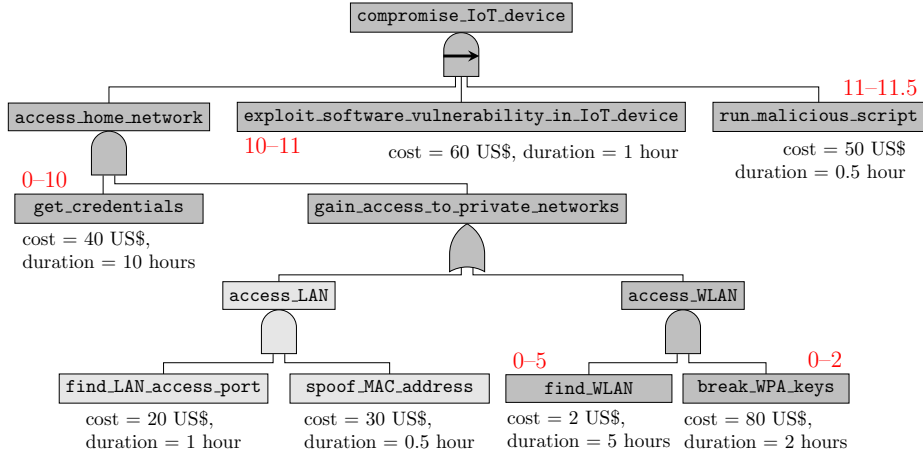 compromise_IoT_device
access_home_network
exploit_software_vulnerability_in_IoT_device
11–11.5
run_malicious_script
10–11
cost = 60 US$, duration = 1 hour
cost = 50 US$
duration = 0.5 hour
0–10
get_credentials
gain_access_to_private_networks
cost = 40 US$,
duration = 10 hours
access_LAN
access_WLAN
0–5
0–2
find_LAN_access_port
spoof_MAC_address
find_WLAN
break_WPA_keys
cost = 20 US$,
duration = 1 hour
cost = 30 US$,
duration = 0.5 hour
cost = 2 US$,
duration = 5 hours
cost = 80 US$,
duration = 2 hours